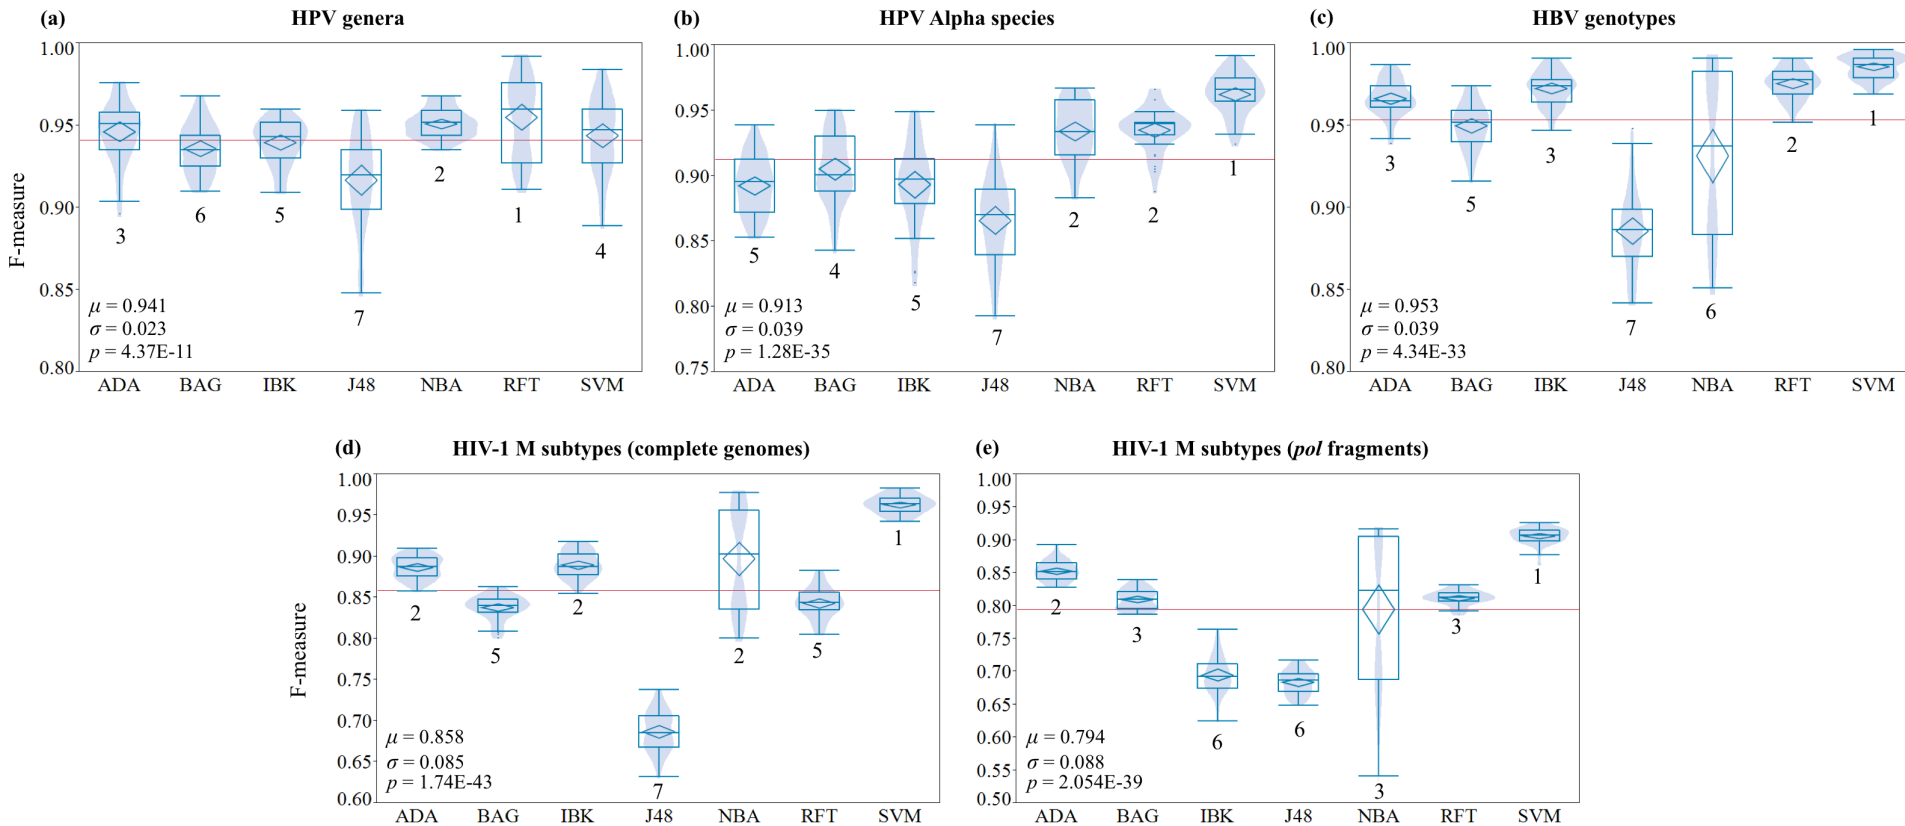 (a) HPV genera
F-measure
1.00
0.95
0.90
0.85
0.80
3
6
5
7
2
1
4
μ = 0.941
σ = 0.023
p = 4.37E-11
ADA BAG IBK J48 NBA RFT SVM
(b) HPV Alpha species
1.00
0.95
0.90
0.85
0.80
0.75
5
4
5
7
2
2
1
μ = 0.913
σ = 0.039
p = 1.28E-35
ADA BAG IBK J48 NBA RFT SVM
(c) HBV genotypes
1.00
0.95
0.90
0.85
0.80
3
5
3
7
6
2
1
μ = 0.953
σ = 0.039
p = 4.34E-33
ADA BAG IBK J48 NBA RFT SVM
(d) HIV-1 M subtypes (complete genomes)
F-measure
1.00
0.95
0.90
0.85
0.80
0.75
0.70
0.65
0.60
2
5
2
7
2
5
1
μ = 0.858
σ = 0.085
p = 1.74E-43
ADA BAG IBK J48 NBA RFT SVM
(e) HIV-1 M subtypes (pol fragments)
1.00
0.95
0.90
0.85
0.80
0.75
0.70
0.65
0.60
0.55
0.50
2
3
6
6
3
3
1
μ = 0.794
σ = 0.088
p = 2.054E-39
ADA BAG IBK J48 NBA RFT SVM